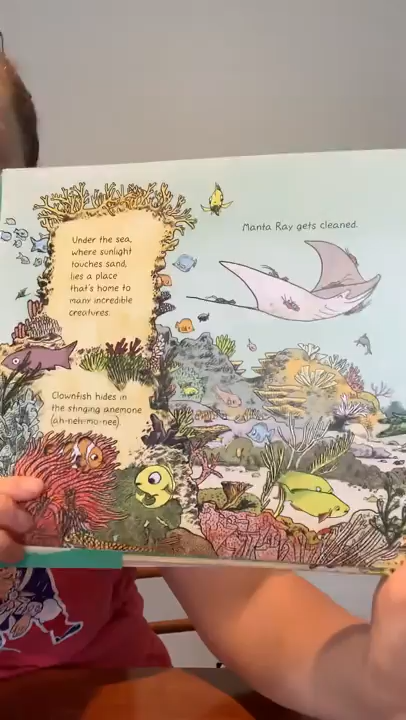 Under the sea,
where sunlight
touches sand,
lies a place
that's home to
many incredible
creatures.
Manta Ray gets cleaned.
Clownfish hides in
the stinging anemone
(ah-neh-mo-nee).